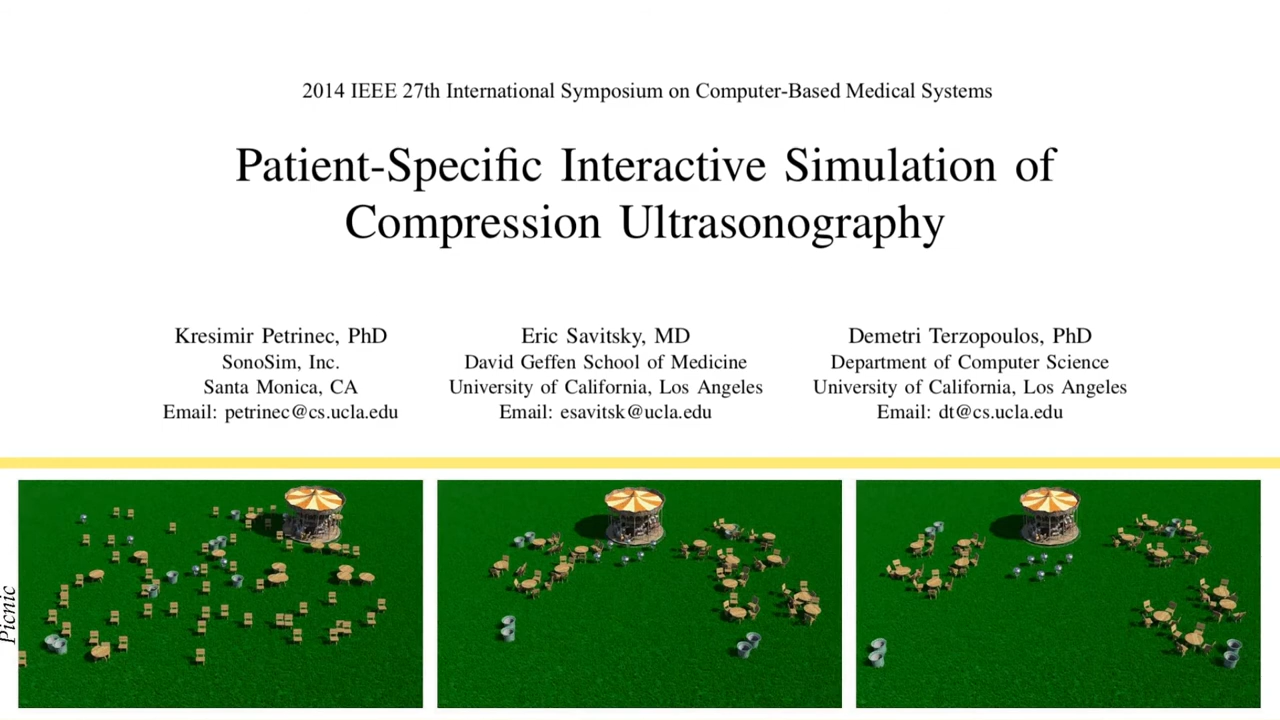 2014 IEEE 27th International Symposium on Computer-Based Medical Systems
Patient-Specific Interactive Simulation of
Compression Ultrasonography
Kresimir Petrinec, PhD
SonoSim, Inc.
Santa Monica, CA
Email: petrinec@cs.ucla.edu
Eric Savitsky, MD
David Geffen School of Medicine
University of California, Los Angeles
Email: esavitsk@ucla.edu
Demetri Terzopoulos, PhD
Department of Computer Science
University of California, Los Angeles
Email: dt@cs.ucla.edu
Picnic